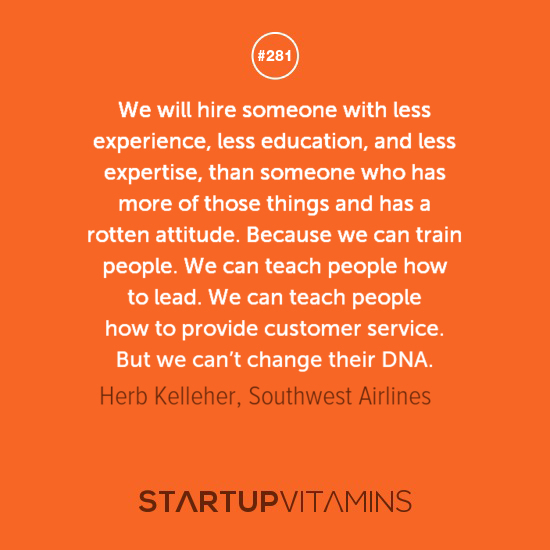 #281
We will hire someone with less
experience, less education, and less
expertise, than someone who has
more of those things and has a
rotten attitude. Because we can train
people. We can teach people how
to lead. We can teach people
how to provide customer service.
But we can't change their DNA.
Herb Kelleher, Southwest Airlines
STARTUPVITAMINS